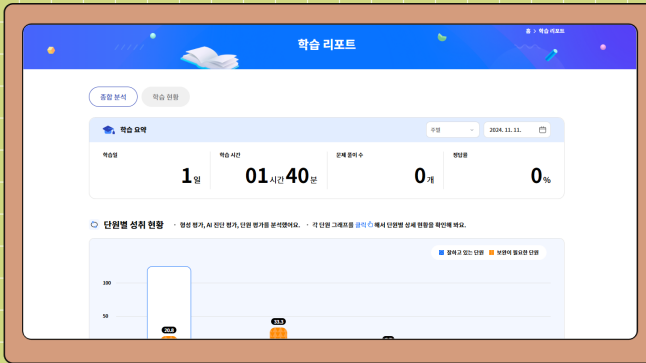 홈 > 학습 리포트
학습 리포트
종합 분석
학습 현황
학습 요약
주별
2024. 11. 11.
학습일
학습 시간
문제 풀이 수
정답률
1일
01시간 40분
0개
0%
단원별 성취 현황 · 형성 평가, AI 진단 평가, 단원 평가를 분석했어요. · 각 단원 그래프를 클릭해서 단원별 상세 현황을 확인해 봐요.
잘하고 있는 단원 보완이 필요한 단원
100
50
20.8
33.3